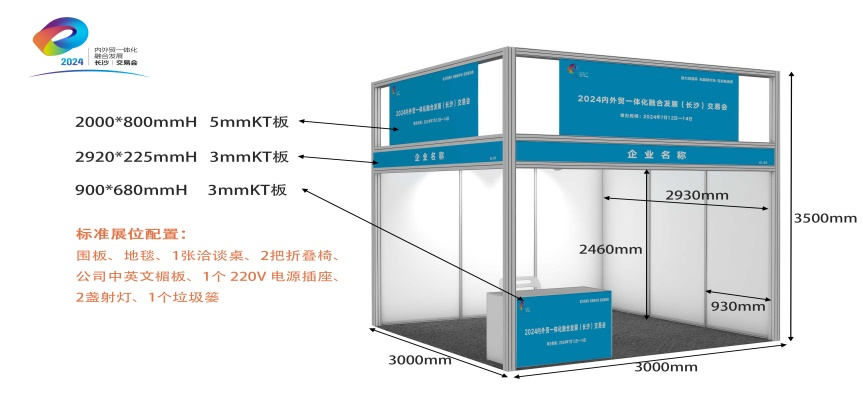 2024
内外贸一体化
融合发展
长沙 | 交易会
2000*800mmH 5mmKT板
2920*225mmH 3mmKT板
900*680mmH 3mmKT板
标准展位配置：
围板、地毯、1张洽谈桌、2把折叠椅、
公司中英文楣板、1个 220V 电源插座、
2盏射灯、1个垃圾篓
2024内外贸一体化融合发展（长沙）交易会
企业名称
2024内外贸一体化融合发展（长沙）交易会
举办时间：2024年7月12日—14日
企业名称
2930mm
2460mm
3500mm
930mm
2024内外贸一体化融合发展（长沙）交易会
3000mm
3000mm